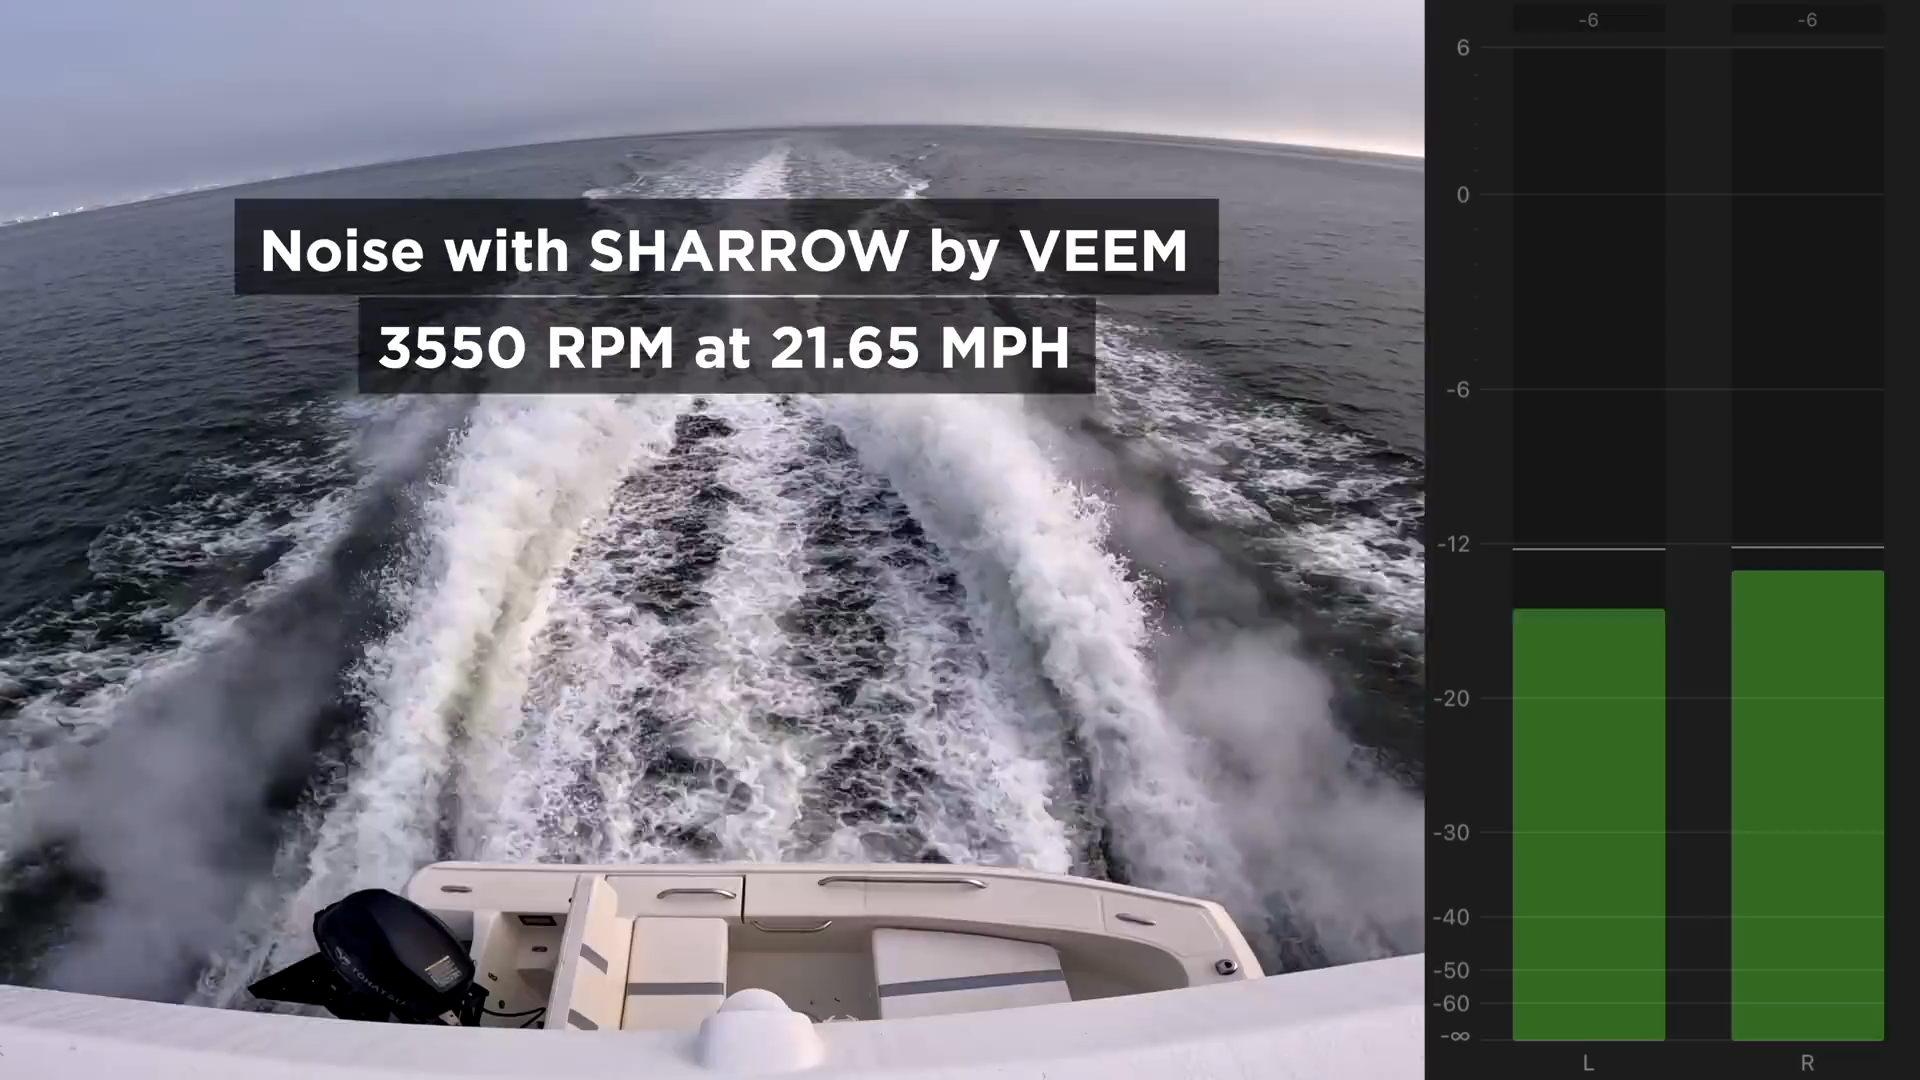 Noise with SHARROW by VEEM
3550 RPM at 21.65 MPH
TOHATSU
-6 -6
6
0
-6
-12
-20
-30
-40
-50
-60
-∞
L R